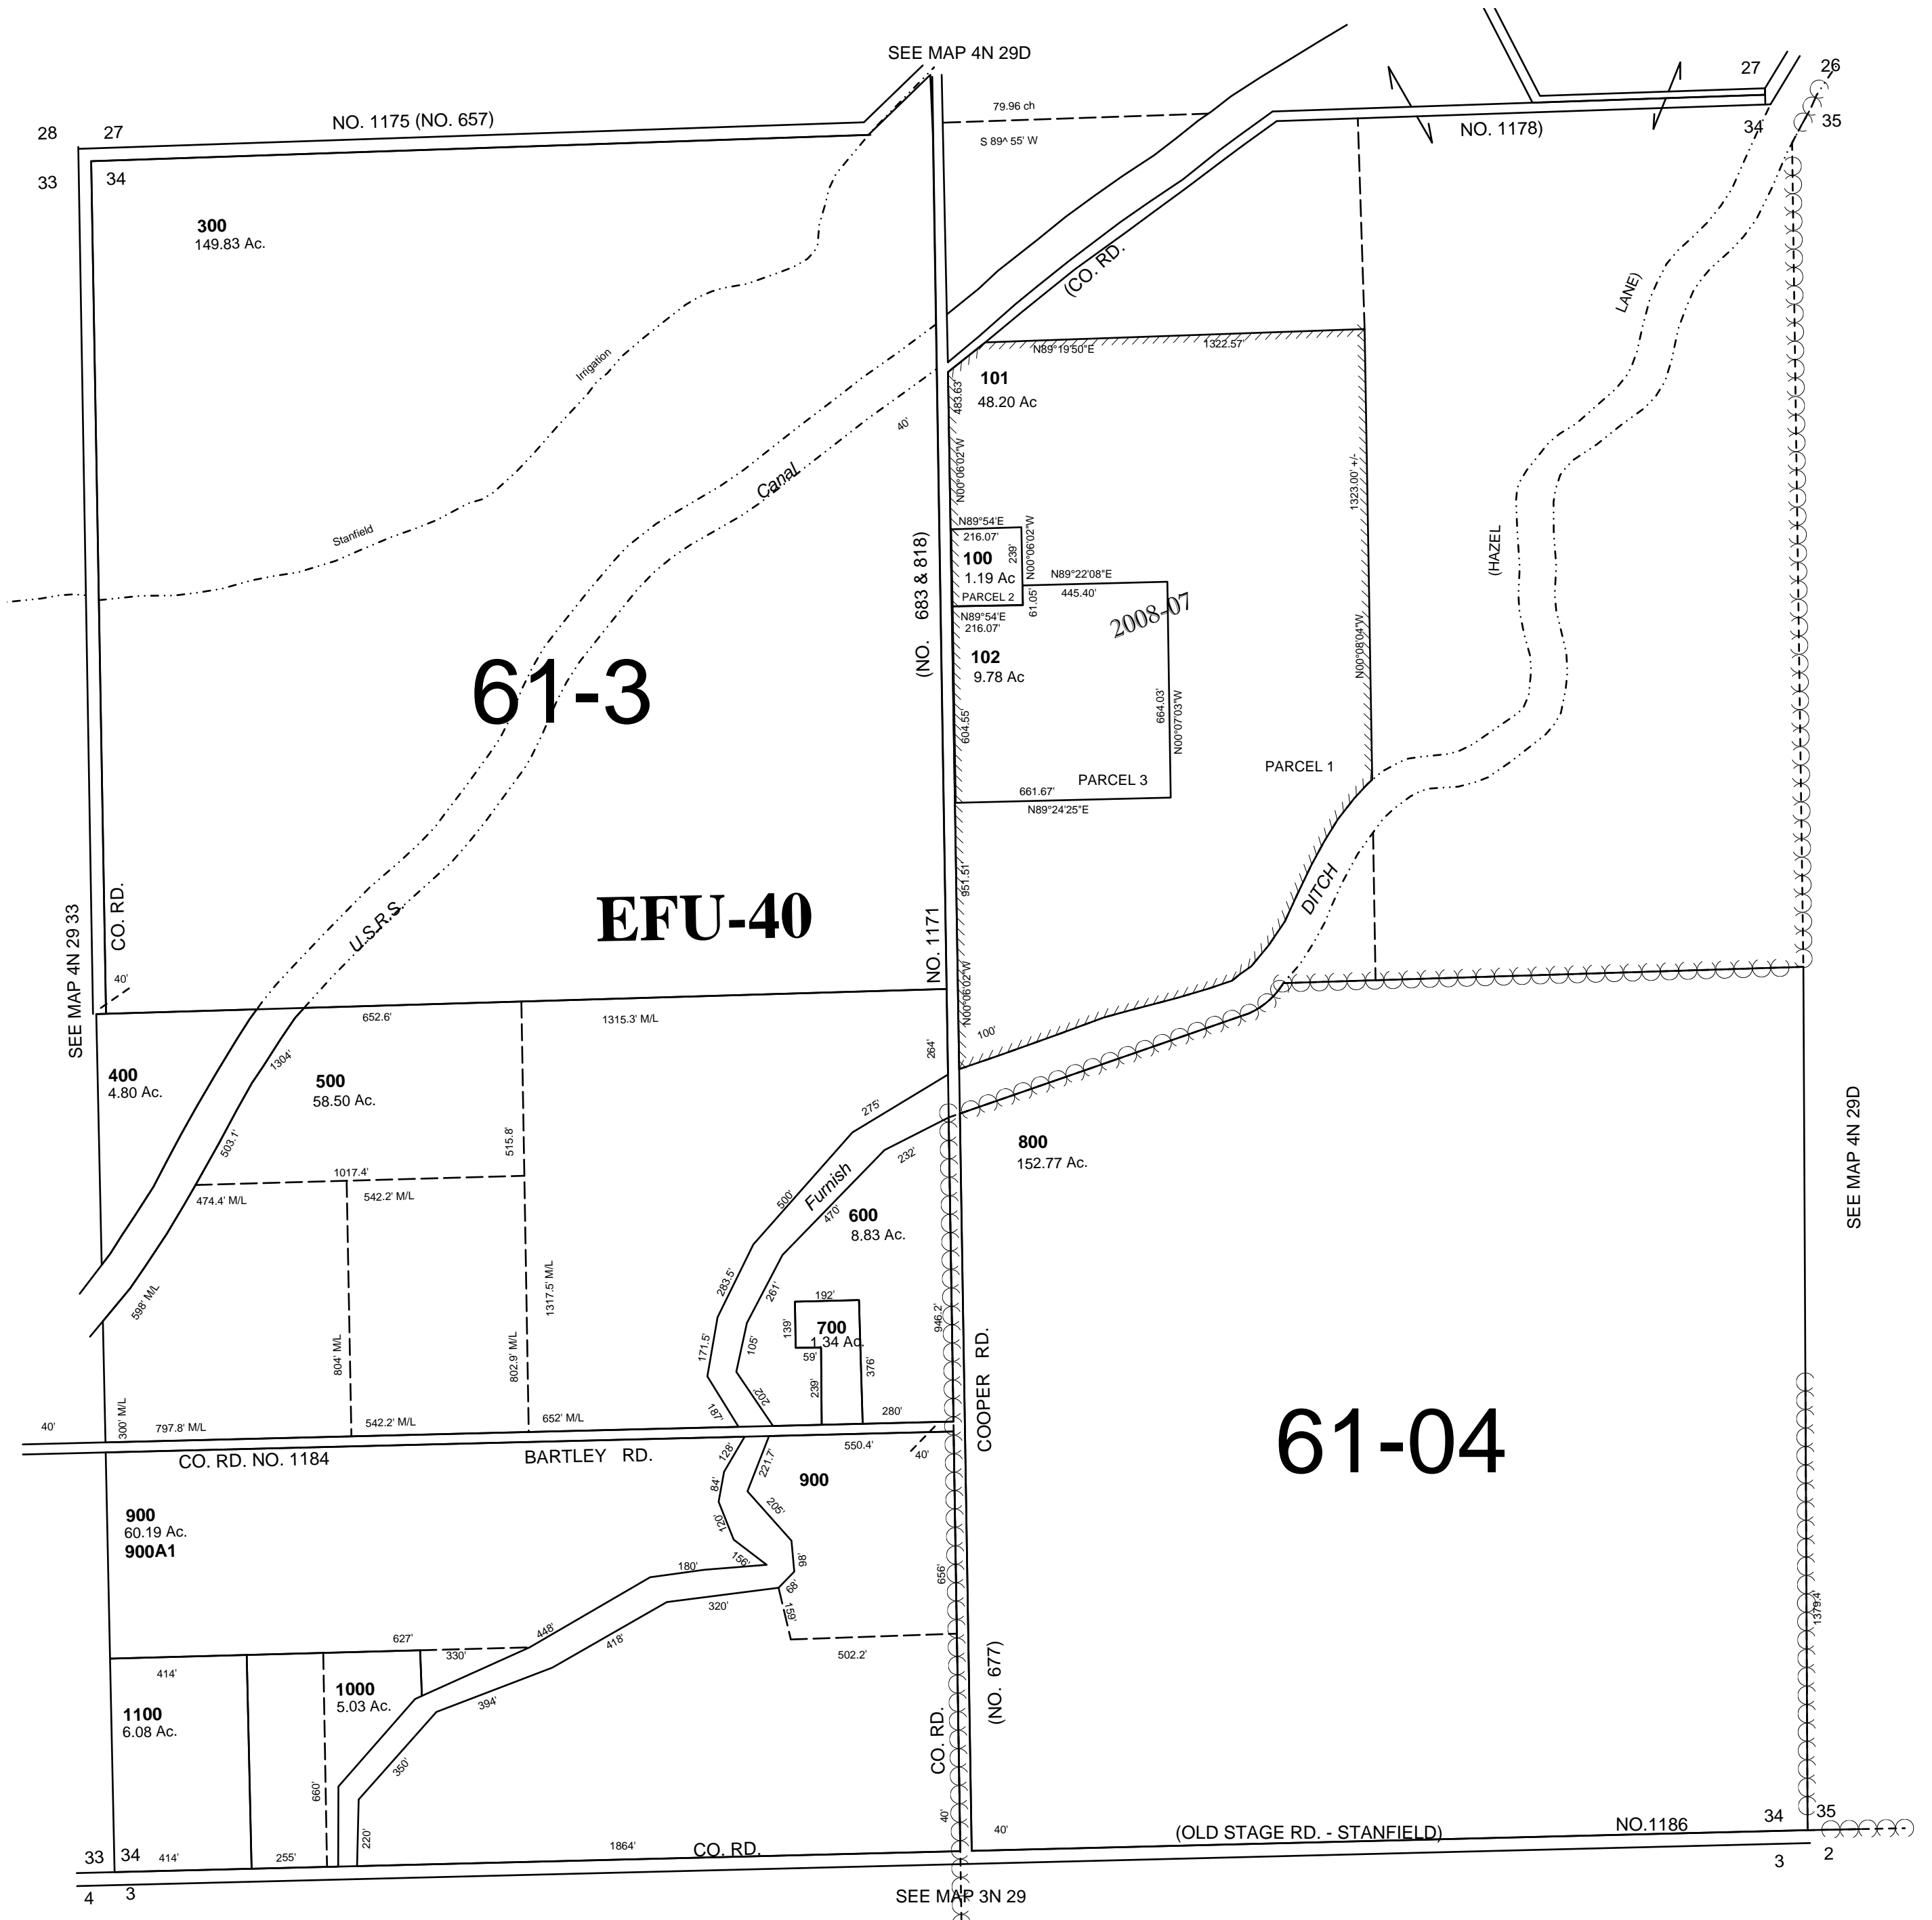 SEE MAP 4N 29D
79.96 ch
S 89^ 55' W
NO. 1175 (NO. 657)
28
27
33
34
27
26
34
35
NO. 1178)
300
149.83 Ac.
(CO. RD.
LANE)
Irrigation
N89°19'50"E
1322.57'
101
48.20 Ac
483.63'
N00°06'02"W
40'
Canal
1323.00' +/-
Stanfield
N89°54'E
216.07'
100
1.19 Ac
PARCEL 2
239'
N00°06'02"W
N89°22'08"E
445.40'
61.05'
N89°54'E
216.07'
2008-07
(HAZEL
(NO. 683 & 818)
61-3
102
9.78 Ac
604.55'
664.03'
N00°07'03"W
N00°08'04"W
PARCEL 3
PARCEL 1
661.67'
N89°24'25"E
951.51'
DITCH
U.S.R.S.
EFU-40
NO. 1171
SEE MAP 4N 29 33
CO. RD.
40'
N00°06'02"W
652.6'
1315.3' M/L
100'
264'
1304'
400
4.80 Ac.
500
58.50 Ac.
275'
503.1'
515.8'
232'
800
152.77 Ac.
SEE MAP 4N 29D
1017.4'
474.4' M/L
542.2' M/L
500'
Furnish
470'
600
8.83 Ac.
283.5'
261'
598' M/L
1317.5' M/L
192'
139'
700
1.34 Ac.
59'
376'
239'
946.2'
171.5'
105'
804' M/L
802.9' M/L
COOPER RD.
202'
187'
280'
300' M/L
40'
797.8' M/L
542.2' M/L
652' M/L
550.4'
40'
CO. RD. NO. 1184
BARTLEY RD.
61-04
128'
221.7'
84'
900
205'
120'
900
60.19 Ac.
900A1
156'
98'
180'
68'
320'
159'
656'
448'
418'
502.2'
627'
330'
414'
1379.4'
1000
5.03 Ac.
394'
1100
6.08 Ac.
(NO. 677)
CO. RD.
350'
660'
220'
40'
40'
(OLD STAGE RD. - STANFIELD)
NO.1186
34
35
33
34
414'
255'
1864'
CO. RD.
3
2
4
3
SEE MAP 3N 29